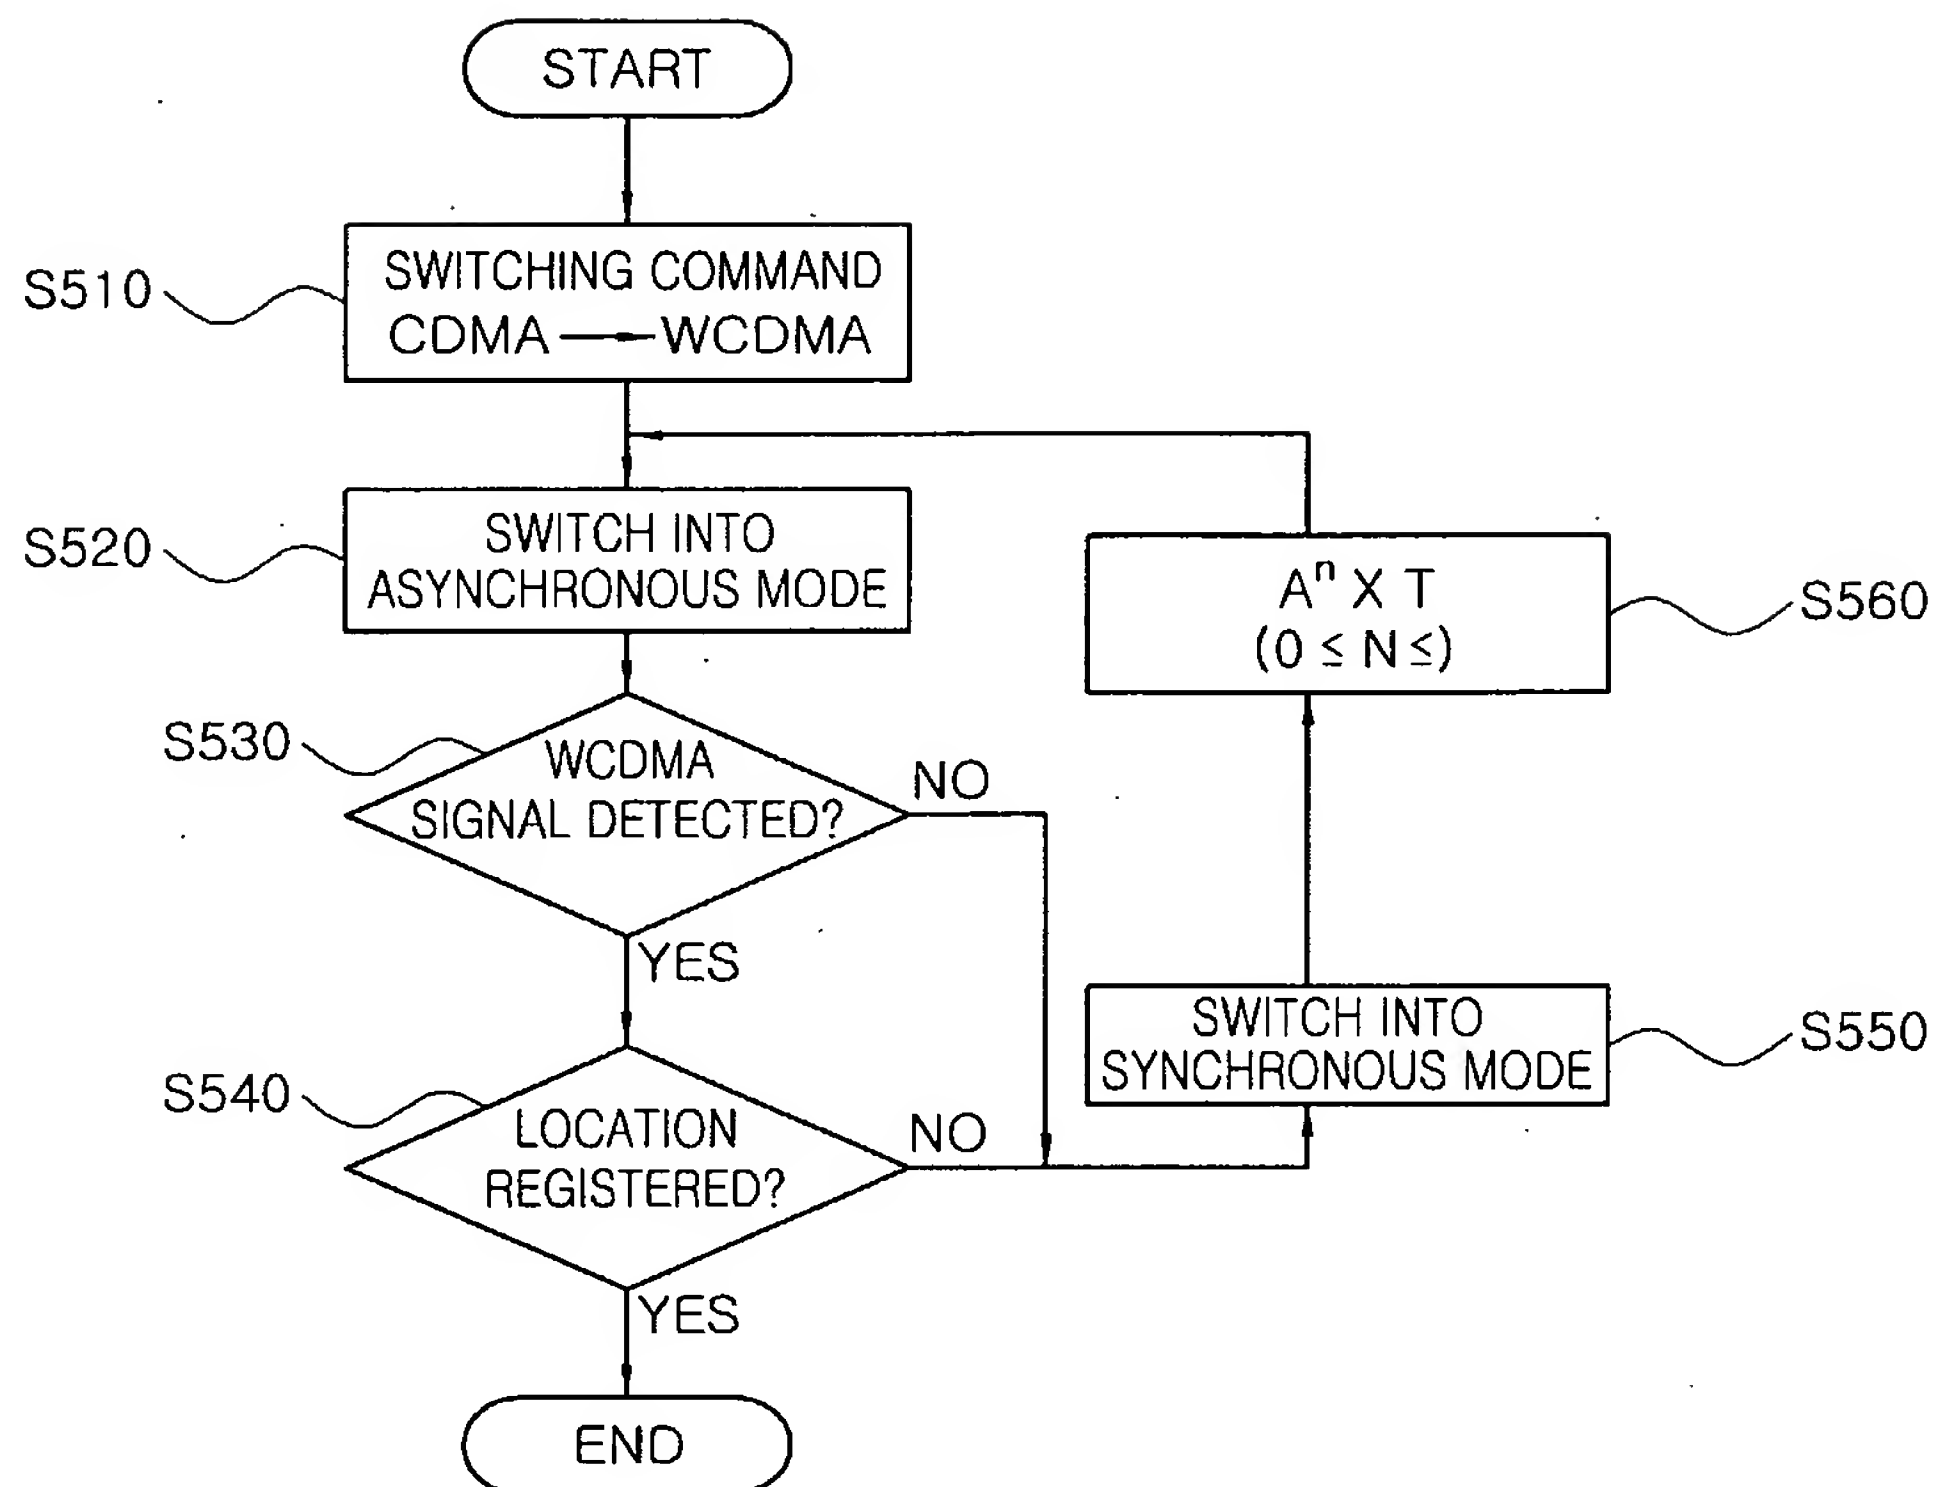 START
S510
SWITCHING COMMAND
CDMA → WCDMA
S520
SWITCH INTO
ASYNCHRONOUS MODE
Aⁿ X T
(0 ≤ N ≤)
S560
S530
WCDMA
SIGNAL DETECTED?
NO
YES
SWITCH INTO
SYNCHRONOUS MODE
S550
S540
LOCATION
REGISTERED?
NO
YES
END